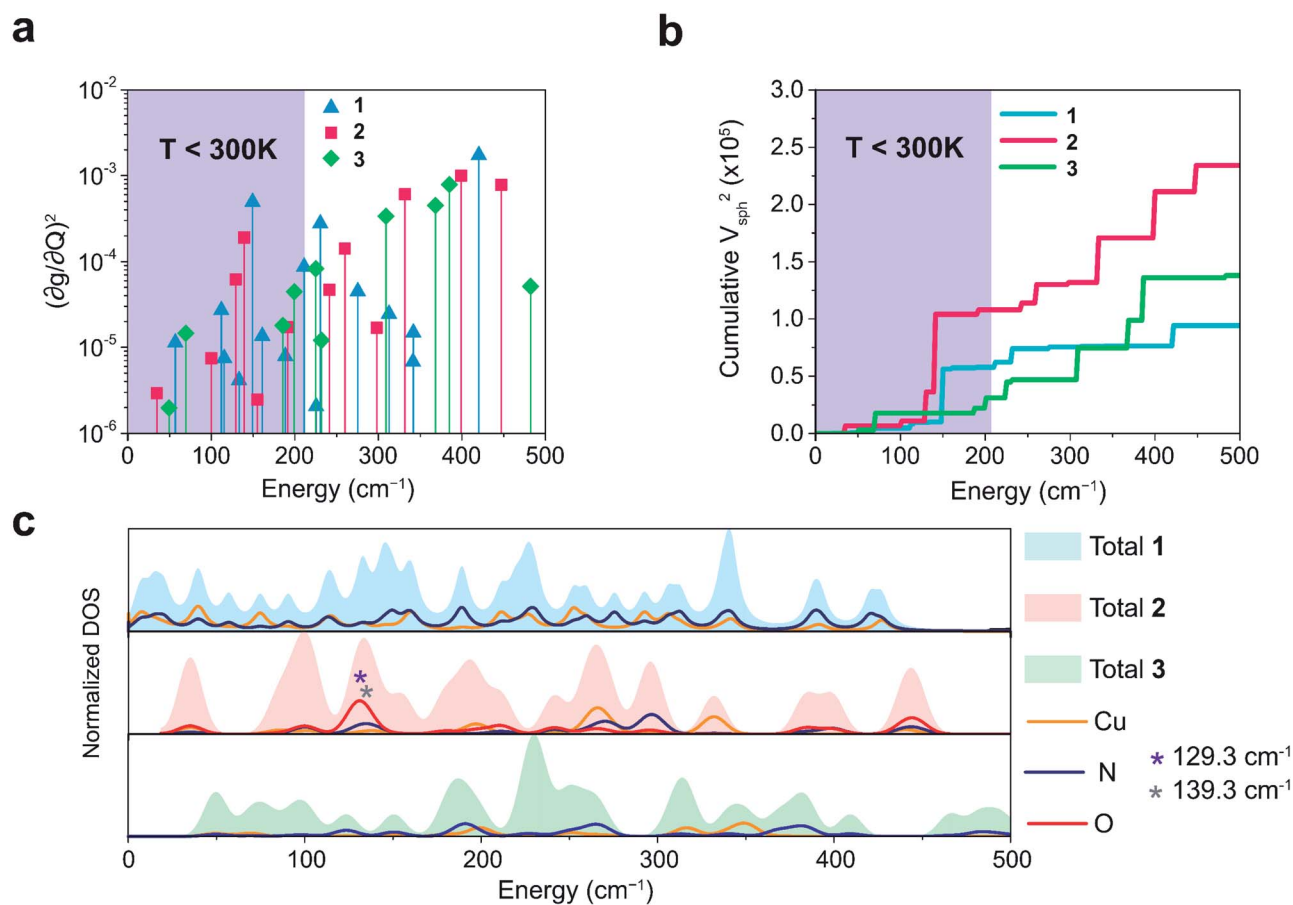 a
(∂g/∂Q)²
10⁻²
10⁻³
10⁻⁴
10⁻⁵
10⁻⁶
T < 300K
1
2
3
0 100 200 300 400 500
Energy (cm⁻¹)
b
Cumulative Vsph² (x10⁵)
3.0
2.5
2.0
1.5
1.0
0.5
0.0
T < 300K
1
2
3
0 100 200 300 400 500
Energy (cm⁻¹)
c
Normalized DOS
* *
0 100 200 300 400 500
Energy (cm⁻¹)
Total 1
Total 2
Total 3
Cu
N
O
* 129.3 cm⁻¹
* 139.3 cm⁻¹